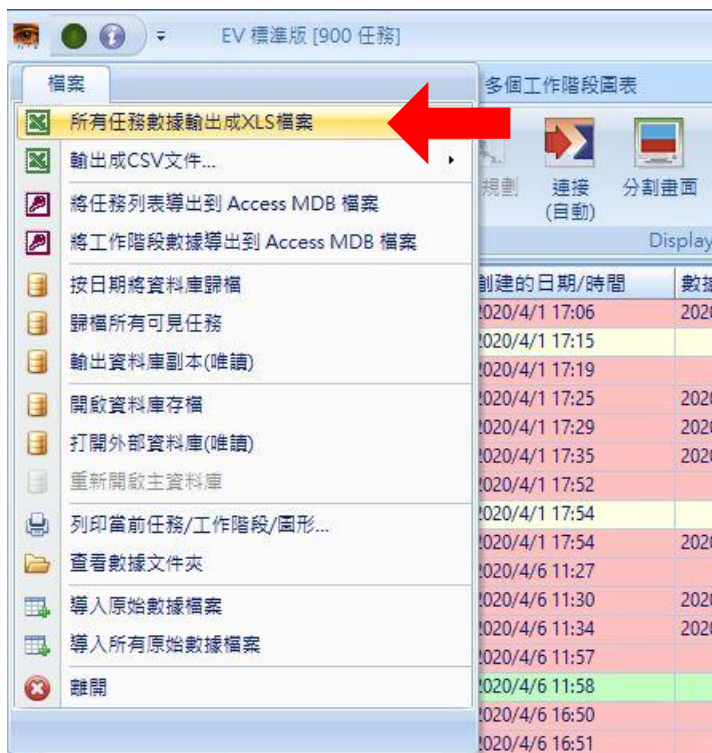 EV 標準版 [900 任務]
檔案
多個工作階段圖表
所有任務數據輸出成XLS檔案
輸出成CSV文件...
將任務列表導出到 Access MDB 檔案
將工作階段數據導出到 Access MDB 檔案
按日期將資料庫歸檔
歸檔所有可見任務
輸出資料庫副本(唯讀)
開啟資料庫存檔
打開外部資料庫(唯讀)
重新開啟主資料庫
列印當前任務/工作階段/圖形...
查看數據文件夾
導入原始數據檔案
導入所有原始數據檔案
離開
規劃
連接
(自動)
分割畫面
Display
創建的日期/時間
2020/4/1 17:06
2020/4/1 17:15
2020/4/1 17:19
2020/4/1 17:25
2020/4/1 17:29
2020/4/1 17:35
2020/4/1 17:52
2020/4/1 17:54
2020/4/1 17:54
2020/4/6 11:27
2020/4/6 11:30
2020/4/6 11:34
2020/4/6 11:57
2020/4/6 11:58
2020/4/6 16:50
2020/4/6 16:51
數據
202
202
202
202
202
202
202